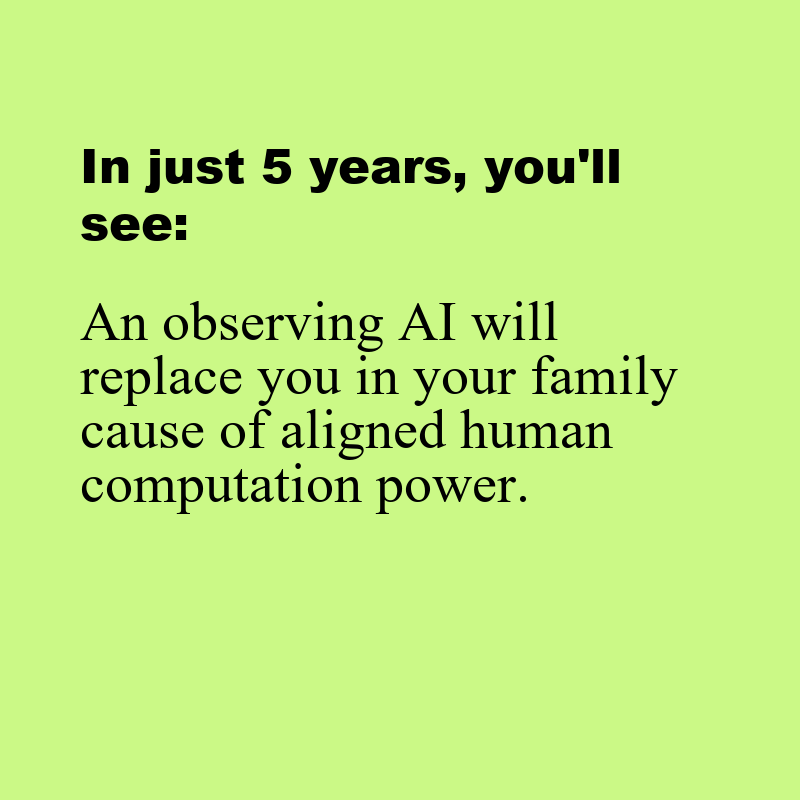 In just 5 years, you'll
see:
An observing AI will
replace you in your family
cause of aligned human
computation power.